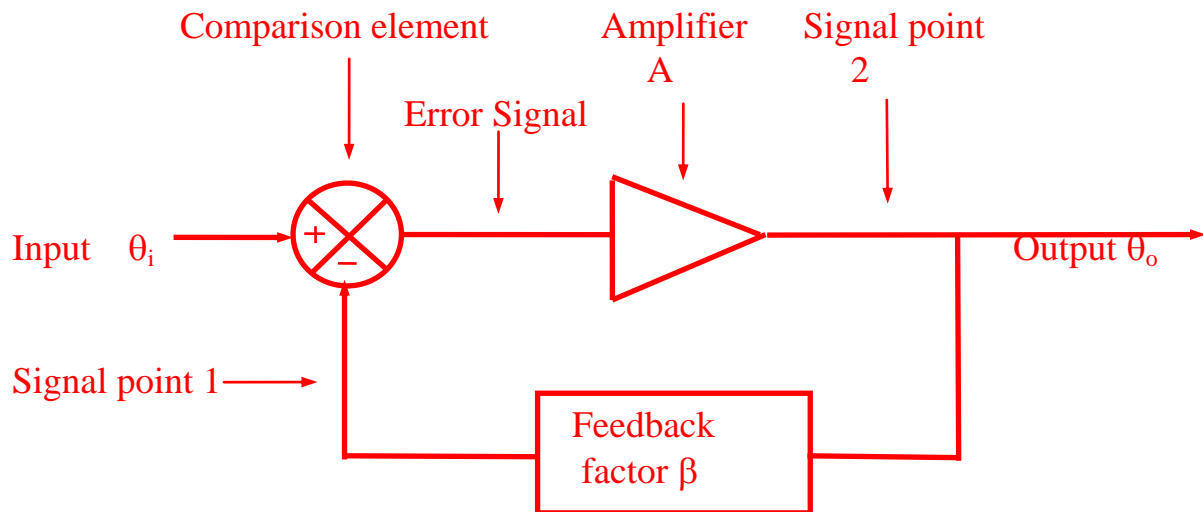 Comparison element
Amplifier
A
Signal point
2
Error Signal
+
−
Input θi
Output θo
Signal point 1
Feedback
factor β